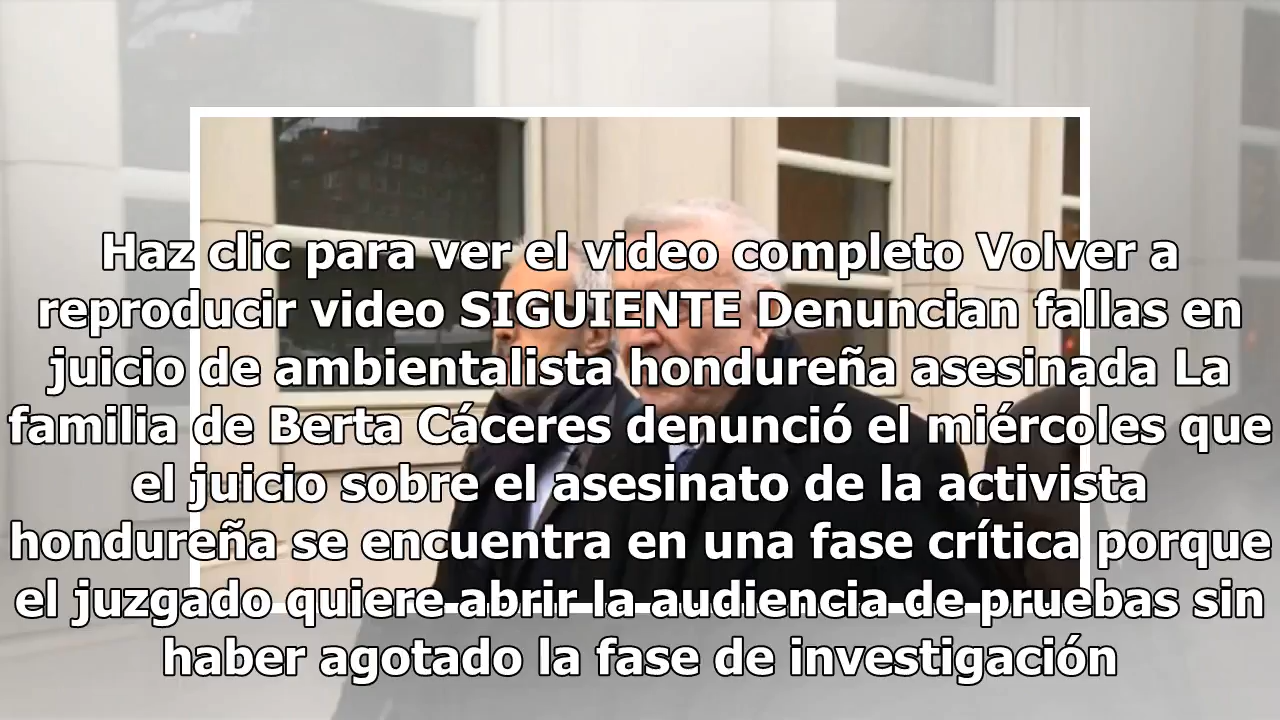 Haz clic para ver el video completo Volver a
reproducir video SIGUIENTE Denuncian fallas en
juicio de ambientalista hondureña asesinada La
familia de Berta Cáceres denunció el miércoles que
el juicio sobre el asesinato de la activista
hondureña se encuentra en una fase crítica porque
el juzgado quiere abrir la audiencia de pruebas sin
haber agotado la fase de investigación